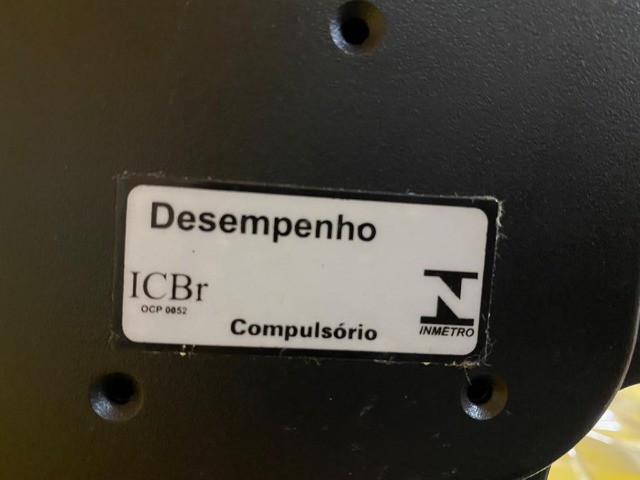 Desempenho
ICBr
OCP 0052
Compulsório
INMETRO